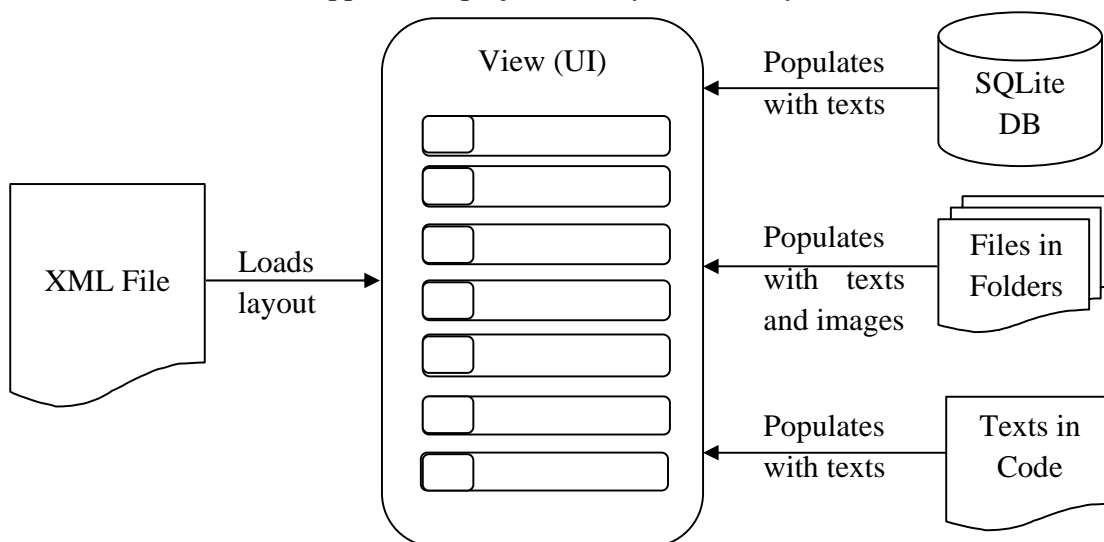 View (UI)
Populates
with texts
SQLite
DB
XML File
Loads
layout
Populates
with texts
and images
Files in
Folders
Populates
with texts
Texts in
Code